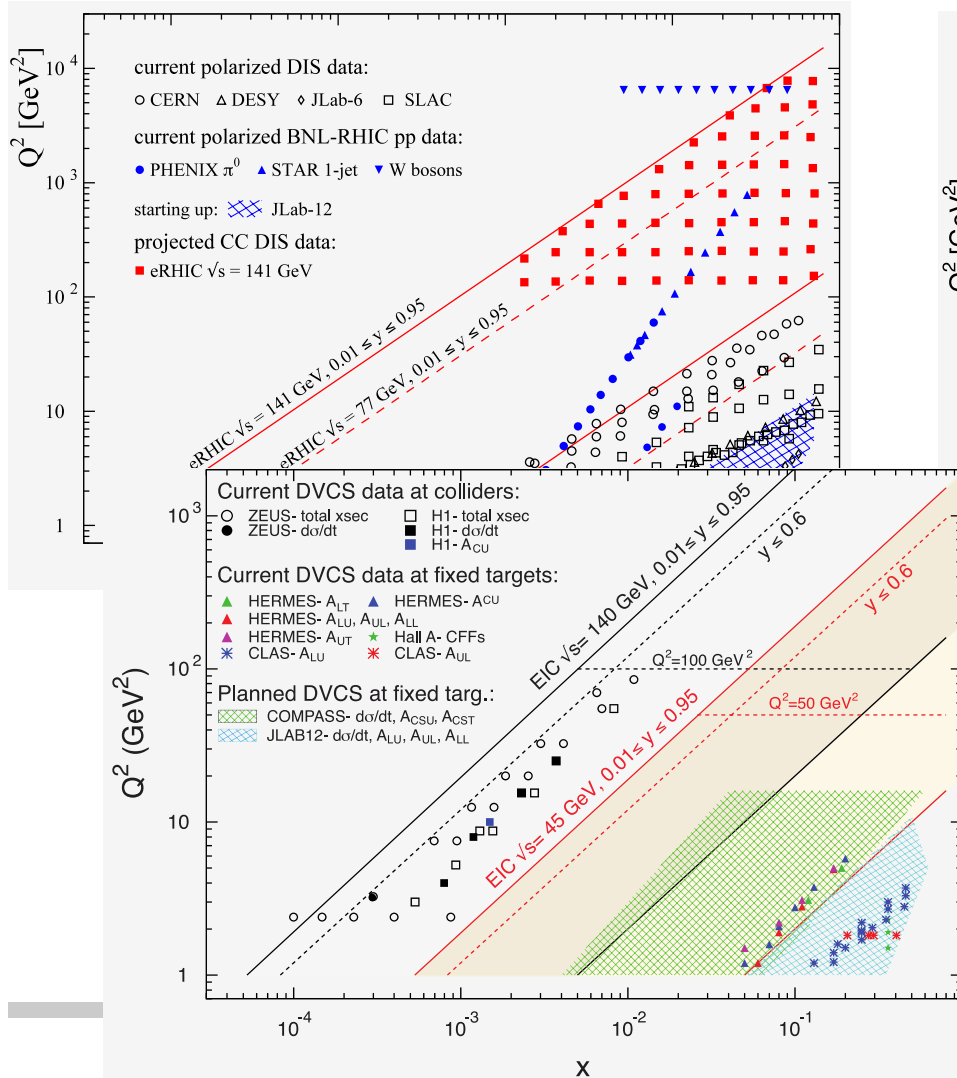 Q² [GeV²]
10⁴
10³
10²
10
1
current polarized DIS data:
CERN DESY JLab-6 SLAC
current polarized BNL-RHIC pp data:
PHENIX π⁰ STAR 1-jet W bosons
starting up: JLab-12
projected CC DIS data:
eRHIC √s = 141 GeV
eRHIC √s = 141 GeV, 0.01 ≤ y ≤ 0.95
eRHIC √s = 77 GeV, 0.01 ≤ y ≤ 0.95
Q² [GeV²]
Current DVCS data at colliders:
ZEUS- total xsec H1- total xsec
ZEUS- dσ/dt H1- dσ/dt
H1- A_CU
Current DVCS data at fixed targets:
HERMES- A_LT HERMES- A^CU
HERMES- A_LU, A_UL, A_LL
HERMES- A_UT Hall A- CFFs
CLAS- A_LU CLAS- A_UL
Planned DVCS at fixed targ.:
COMPASS- dσ/dt, A_CSU, A_CST
JLAB12- dσ/dt, A_LU, A_UL, A_LL
EIC √s= 140 GeV, 0.01≤ y ≤ 0.95
y ≤ 0.6
EIC √s= 45 GeV, 0.01≤ y ≤ 0.95
y ≤ 0.6
Q²=100 GeV²
Q²=50 GeV²
Q² (GeV²)
10³
10²
10
1
10⁻⁴
10⁻³
10⁻²
10⁻¹
x